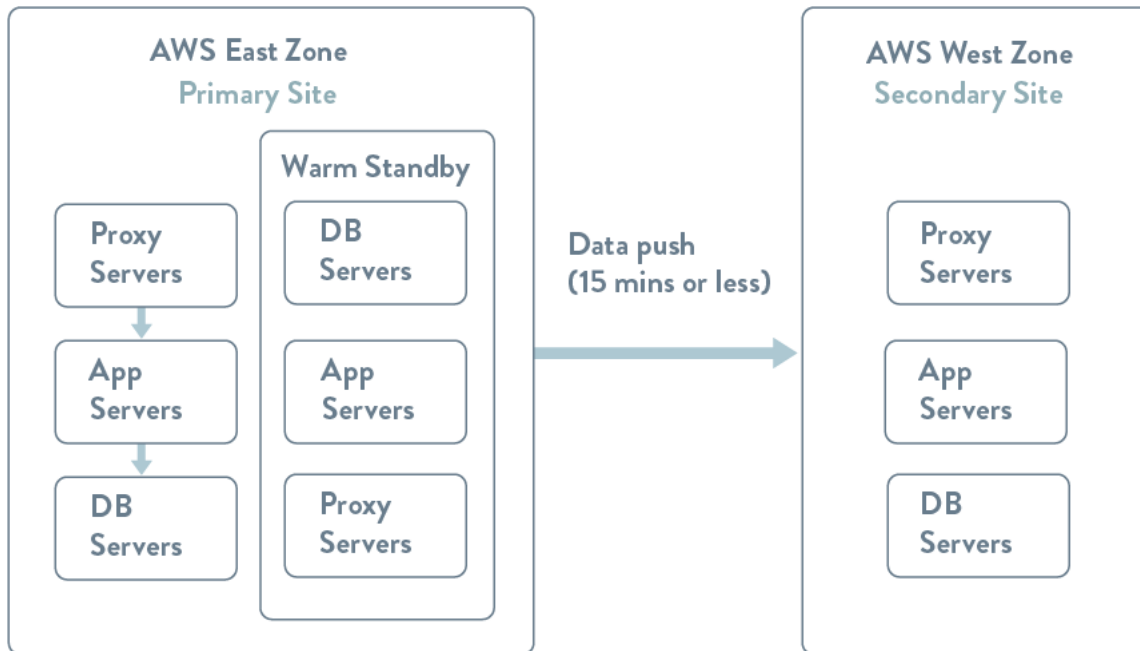 AWS East Zone
Primary Site
Proxy
Servers
App
Servers
DB
Servers
Warm Standby
DB
Servers
App
Servers
Proxy
Servers
Data push
(15 mins or less)
AWS West Zone
Secondary Site
Proxy
Servers
App
Servers
DB
Servers